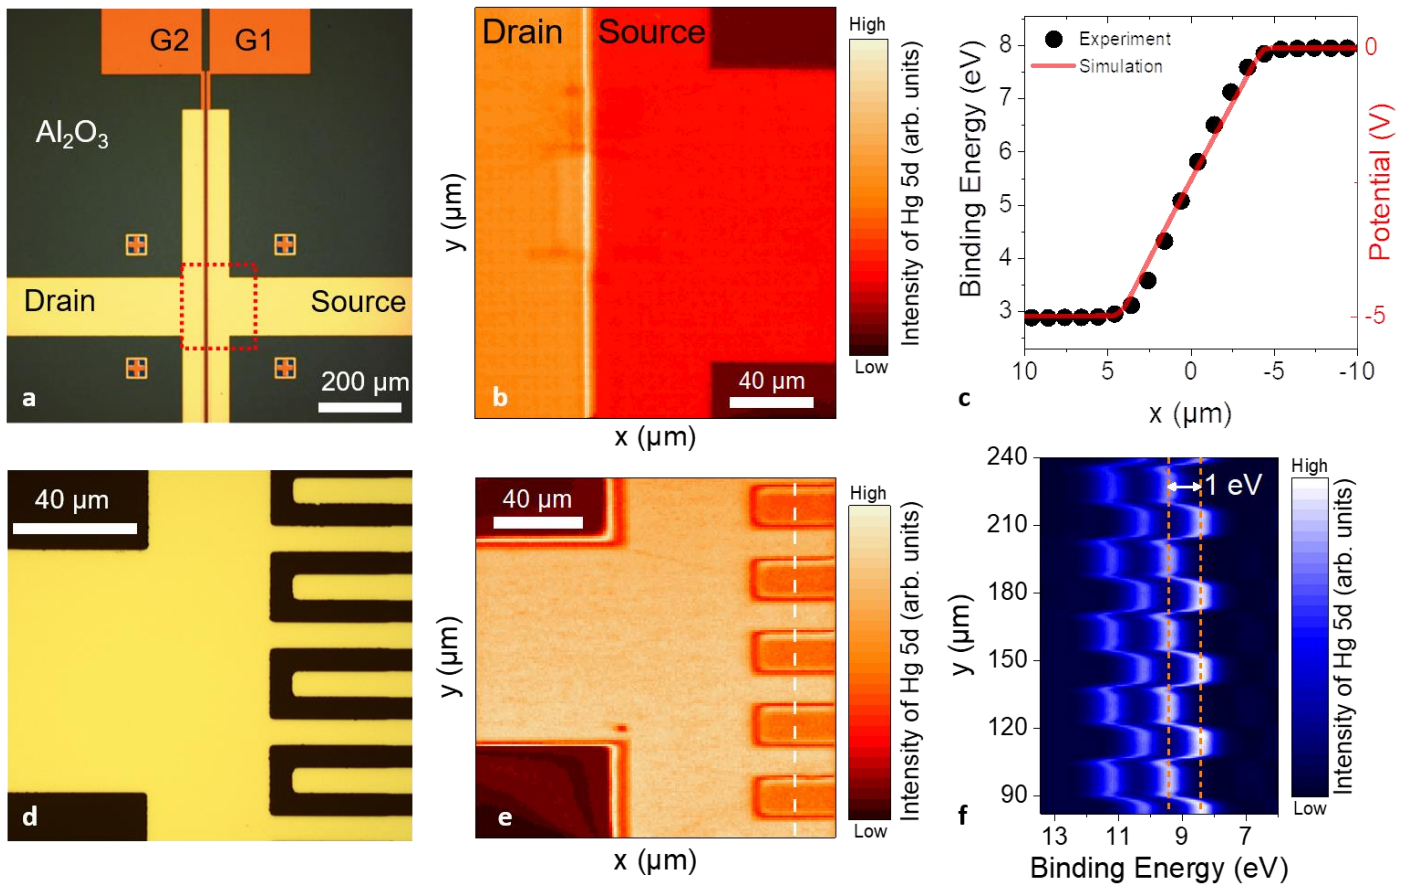 G2 G1
Al₂O₃
Drain Source
200 μm
a
Drain Source
y (μm)
40 μm
b
x (μm)
High
Low
Intensity of Hg 5d (arb. units)
Experiment
Simulation
8
7
6
5
4
3
Binding Energy (eV)
0
-5
Potential (V)
10 5 0 -5 -10
x (μm)
c
40 μm
d
40 μm
y (μm)
e
x (μm)
High
Low
Intensity of Hg 5d (arb. units)
240
210
180
150
120
90
y (μm)
1 eV
13 11 9 7
Binding Energy (eV)
f
High
Low
Intensity of Hg 5d (arb. units)